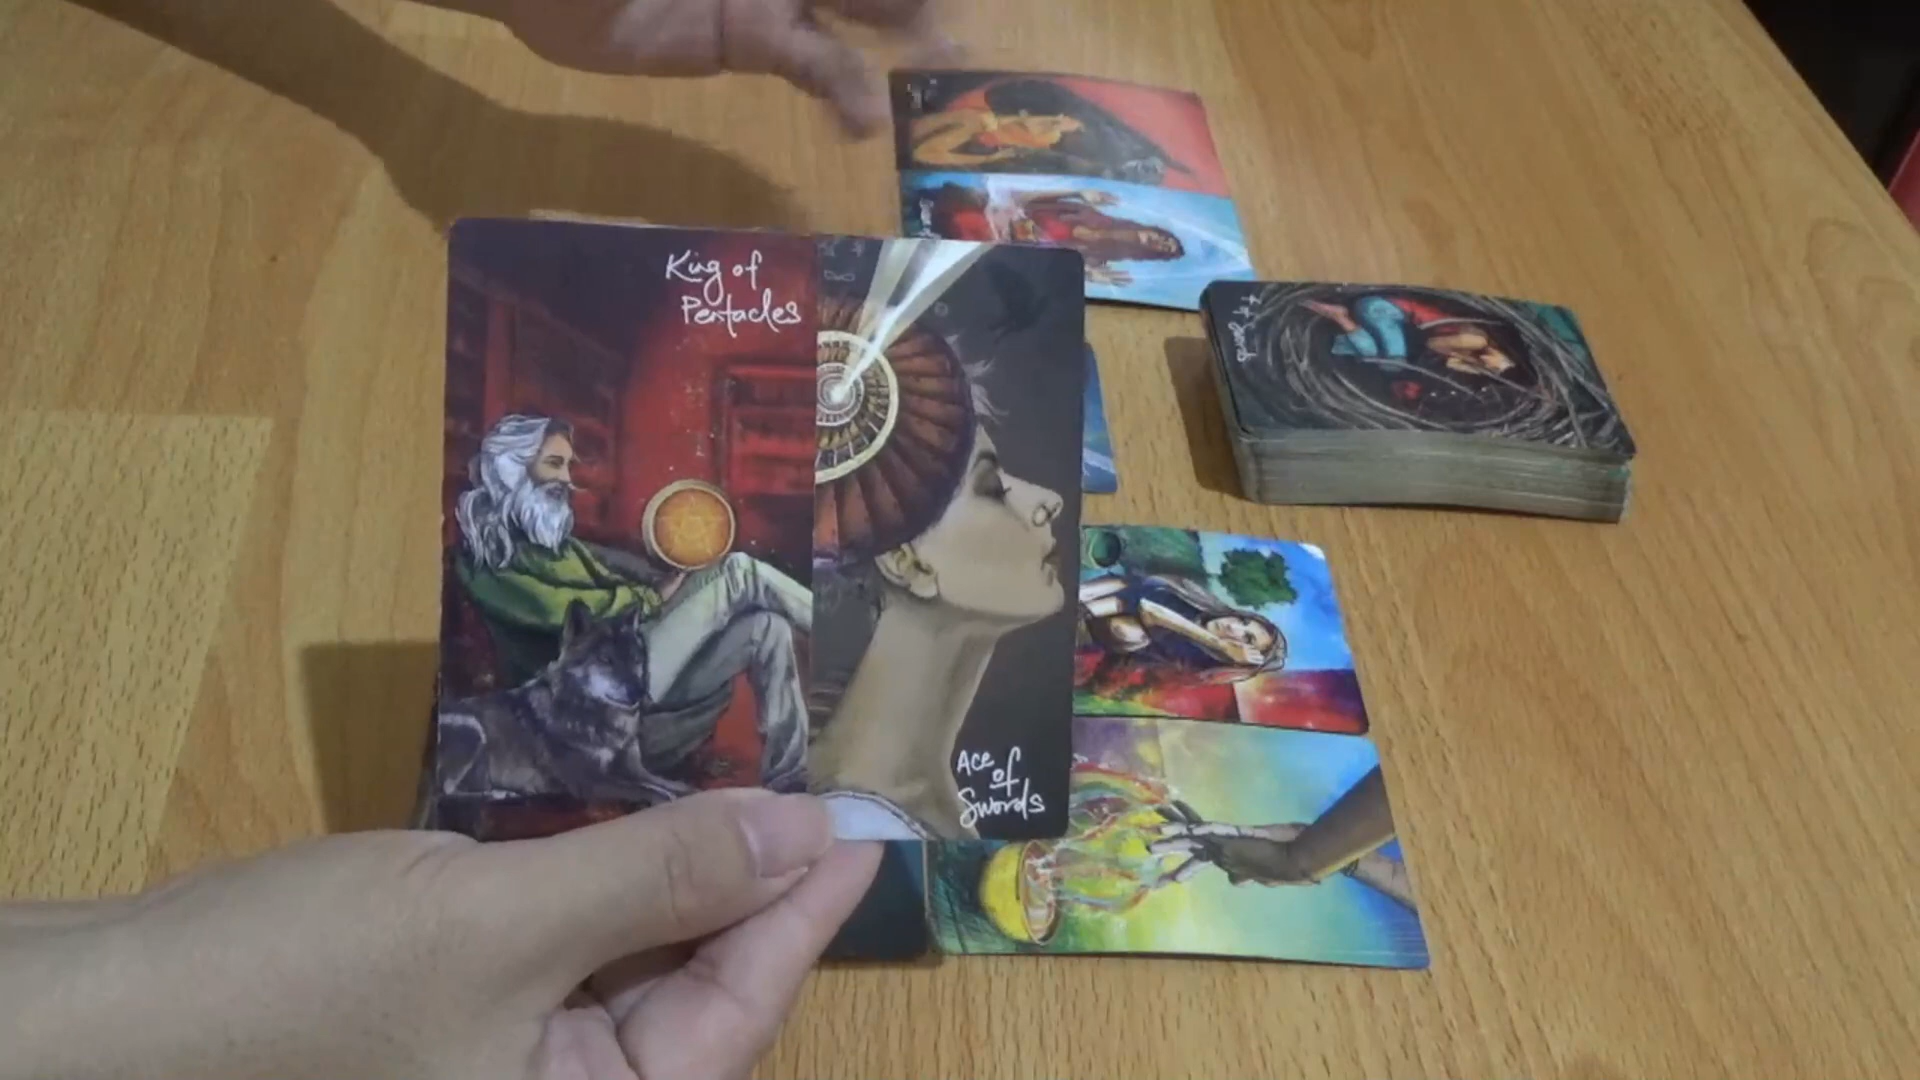 King of
Pentacles
Ace
of
Swords